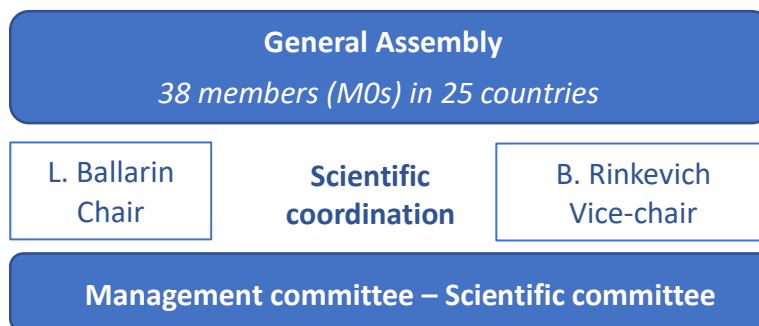 General Assembly
38 members (M0s) in 25 countries
L. Ballarin
Chair
Scientific
coordination
B. Rinkevich
Vice-chair
Management committee – Scientific committee